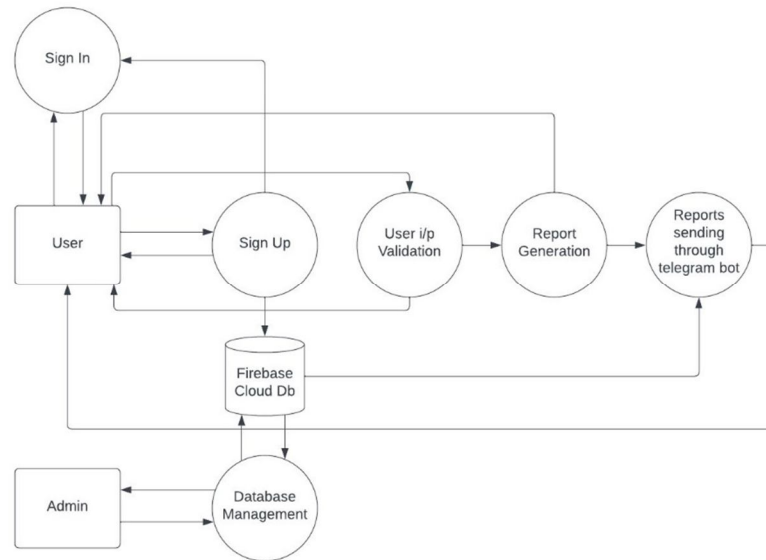 Sign In
User
Sign Up
User i/p
Validation
Report
Generation
Reports
sending
through
telegram bot
Firebase
Cloud Db
Admin
Database
Management